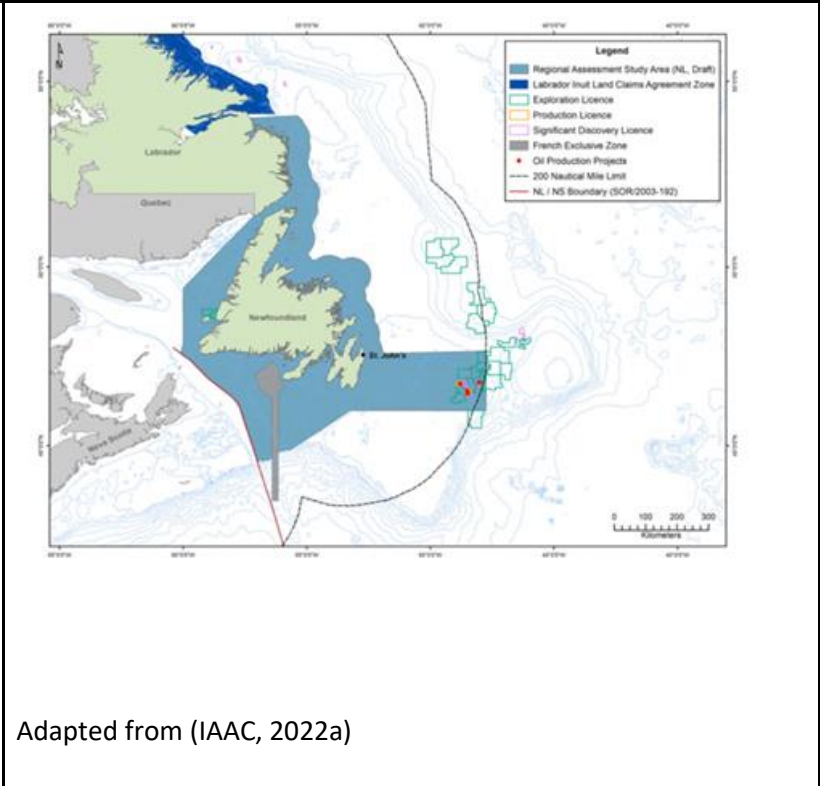 N
Legend
Regional Assessment Study Area (NL, Draft)
Labrador Inuit Land Claims Agreement Zone
Exploration Licence
Production Licence
Significant Discovery Licence
French Exclusive Zone
Oil Production Projects
200 Nautical Mile Limit
NL / NS Boundary (SOR/2003-192)
Labrador
Quebec
Newfoundland
St. John's
Nova Scotia
0 100 200 300
Kilometers
Adapted from (IAAC, 2022a)